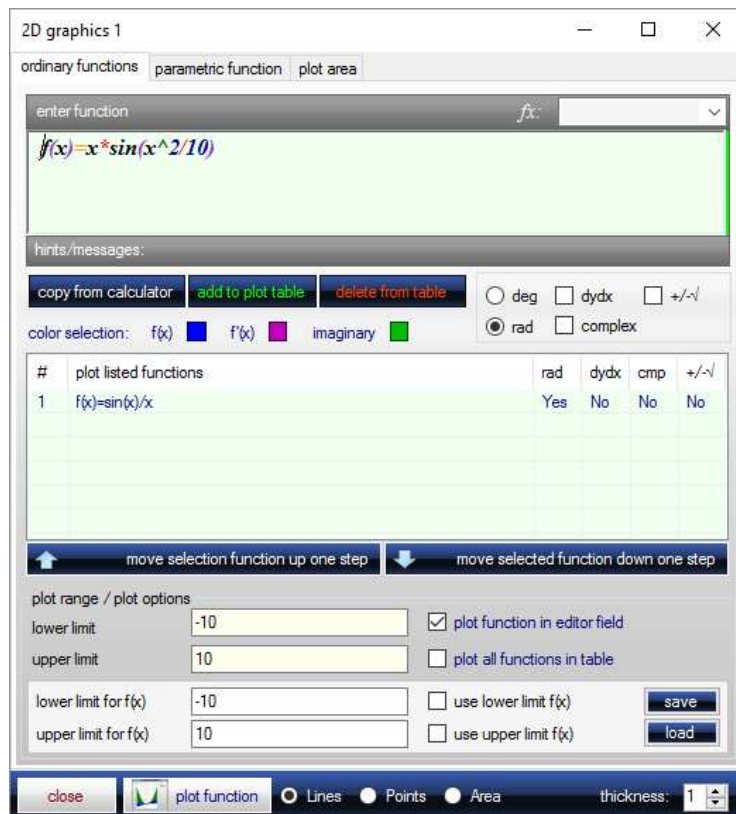 2D graphics 1
ordinary functions parametric function plot area
enter function fx:
f(x)=x*sin(x^2/10)
hints/messages:
copy from calculator add to plot table delete from table
deg dydx +/-√
rad complex
color selection: f(x) f'(x) imaginary
# plot listed functions rad dydx cmp +/-√
1 f(x)=sin(x)/x Yes No No No
move selection function up one step move selected function down one step
plot range / plot options
lower limit -10 plot function in editor field
upper limit 10 plot all functions in table
lower limit for f(x) -10 use lower limit f(x) save
upper limit for f(x) 10 use upper limit f(x) load
close plot function Lines Points Area thickness: 1